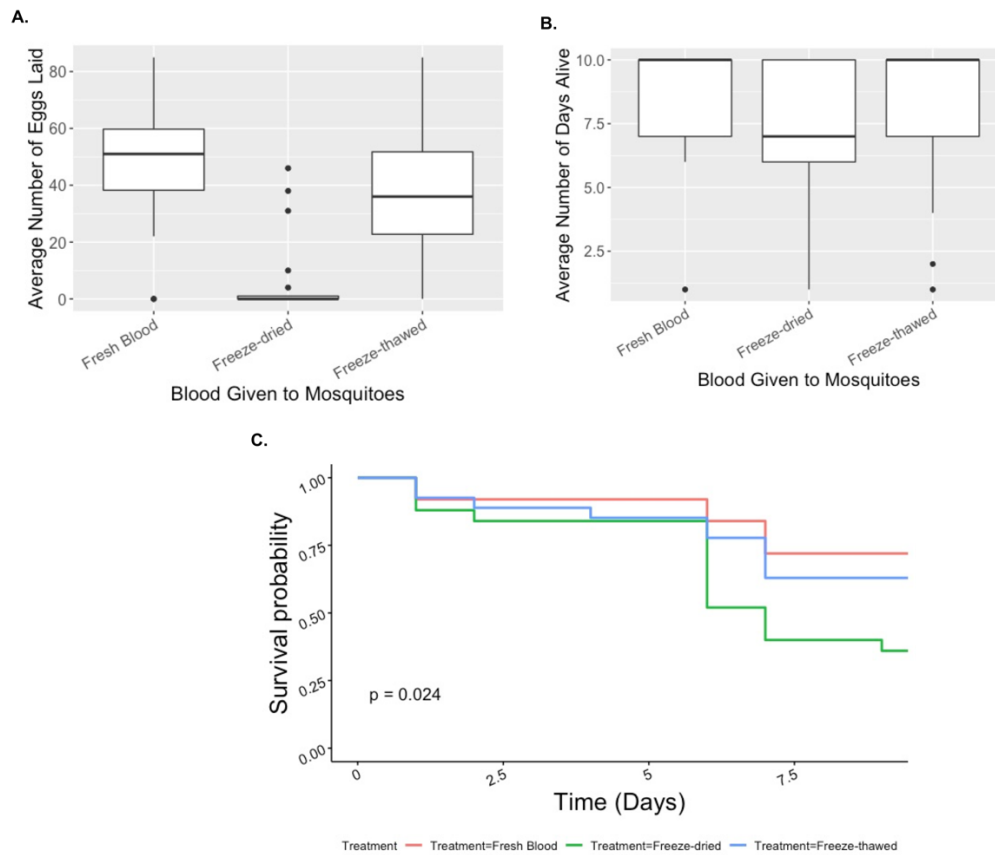 A.
Average Number of Eggs Laid
80
60
40
20
0
Fresh Blood
Freeze-dried
Freeze-thawed
Blood Given to Mosquitoes
B.
Average Number of Days Alive
10.0
7.5
5.0
2.5
Fresh Blood
Freeze-dried
Freeze-thawed
Blood Given to Mosquitoes
C.
Survival probability
1.00
0.75
0.50
0.25
0.00
p = 0.024
0
2.5
5
7.5
Time (Days)
Treatment Treatment=Fresh Blood Treatment=Freeze-dried Treatment=Freeze-thawed